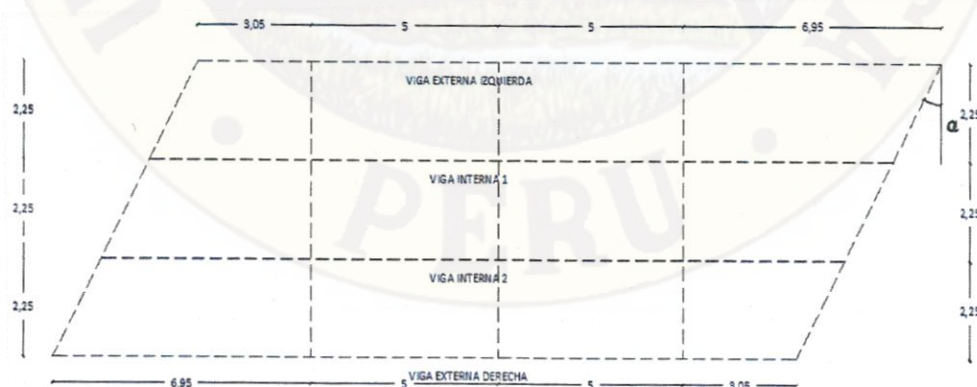 3,05 5 5 6,95
VIGA EXTERNA IZQUIERDA
2,25 2,25
a
VIGA INTERNA 1
PERU
2,25 2,25
VIGA INTERNA 2
2,25 2,25
VIGA EXTERNA DERECHA
6,95 5 5 3,05